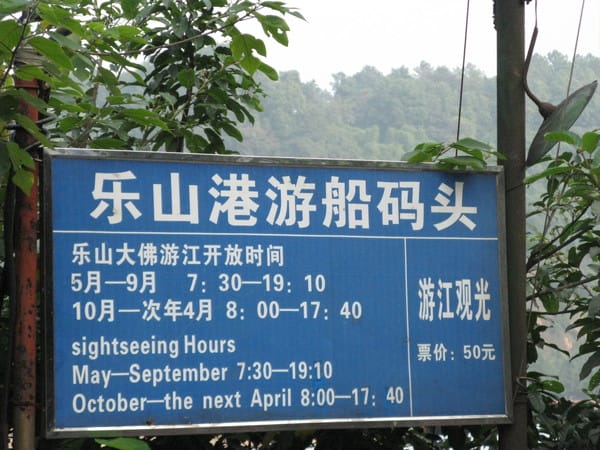 乐山港游船码头
乐山大佛游江开放时间
5月—9月 7：30—19：10
10月—次年4月 8：00—17：40
sightseeing Hours
May—September 7:30—19:10
October—the next April 8:00—17：40
游江观光
票价：50元